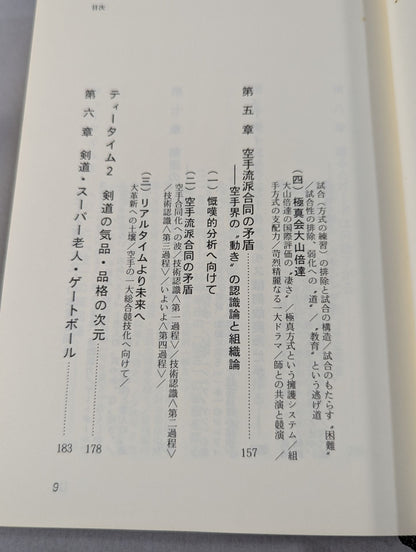 目次
試合(方式の練習)の排除と試合の構造/試合のもたらす〝困難〟
/試合性の排除、弱化への〝道〟/〝教育〟という逃げ道
(四) 極真会大山倍達
大山倍達の国際評価の〝凄さ〟/極真方式という擁護システム/組
手方式の支配力/苛烈精麗なる一大ドラマ/師との共演と競演
第五章 空手流派合同の矛盾
――空手界の〝動き〟の認識論と組織論 157
(一) 慨嘆的分析へ向けて
(二) 空手流派合同の矛盾
空手合同化への波/技術認識〈第一過程〉/技術認識〈第二過程〉
/技術認識〈第三過程〉/いよいよ〈第四過程〉/
(三) リアルタイムより未来へ
大革新への土壌/空手の一大総合競技化へ向けて/
ティータイム2 剣道の気品・品格の次元 178
第六章 剣道・スーパー老人・ゲートボール 183
9